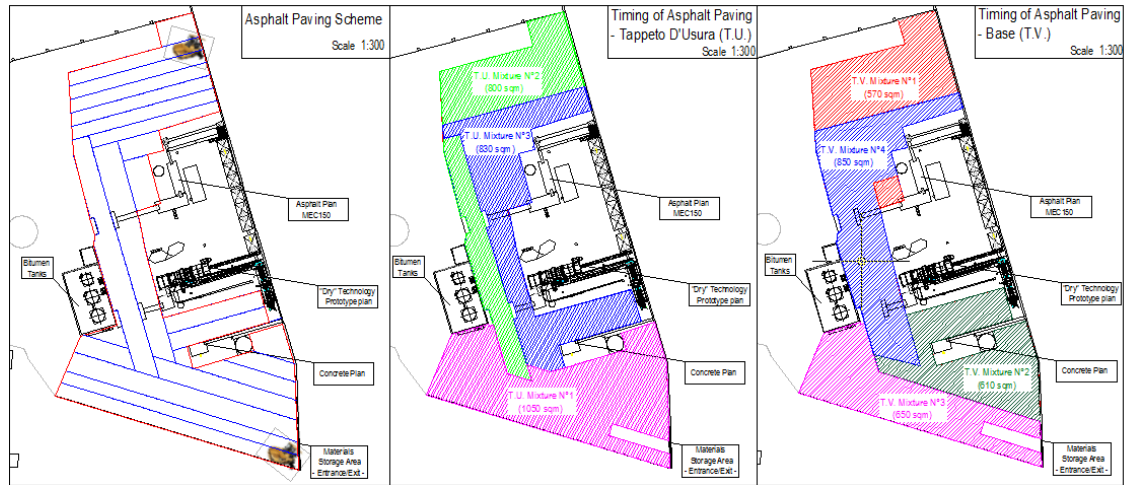 Asphalt Paving Scheme
Scale 1:300
Asphalt Plan
MEC150
Bitumen
Tanks
"Dry" Technology
Prototype plan
Concrete Plan
Materials
Storage Area
- Entrance/Exit -
Timing of Asphalt Paving
- Tappeto D'Usura (T.U.)
Scale 1:300
T.U. Mixture N°2
(800 sqm)
T.U. Mixture N°3
(830 sqm)
Asphalt Plan
MEC150
Bitumen
Tanks
"Dry" Technology
Prototype plan
Concrete Plan
T.U. Mixture N°1
(1050 sqm)
Materials
Storage Area
- Entrance/Exit -
Timing of Asphalt Paving
- Base (T.V.)
Scale 1:300
T.V. Mixture N°1
(570 sqm)
T.V. Mixture N°4
(850 sqm)
Asphalt Plan
MEC150
Bitumen
Tanks
"Dry" Technology
Prototype plan
Concrete Plan
T.V. Mixture N°2
(610 sqm)
T.V. Mixture N°3
(650 sqm)
Materials
Storage Area
- Entrance/Exit -